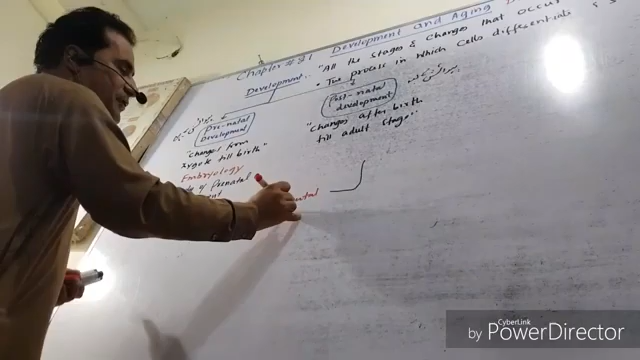 Chapter #21 Development and Aging
Development: "All the Stages & Changes that occur
• The process in which Cells differentiate &
Pre-natal
Development
Post-natal
development
"Changes form
Zygote till birth"
"Changes after birth
till adult stage"
Embryology
of Prenatal
CyberLink
by PowerDirector